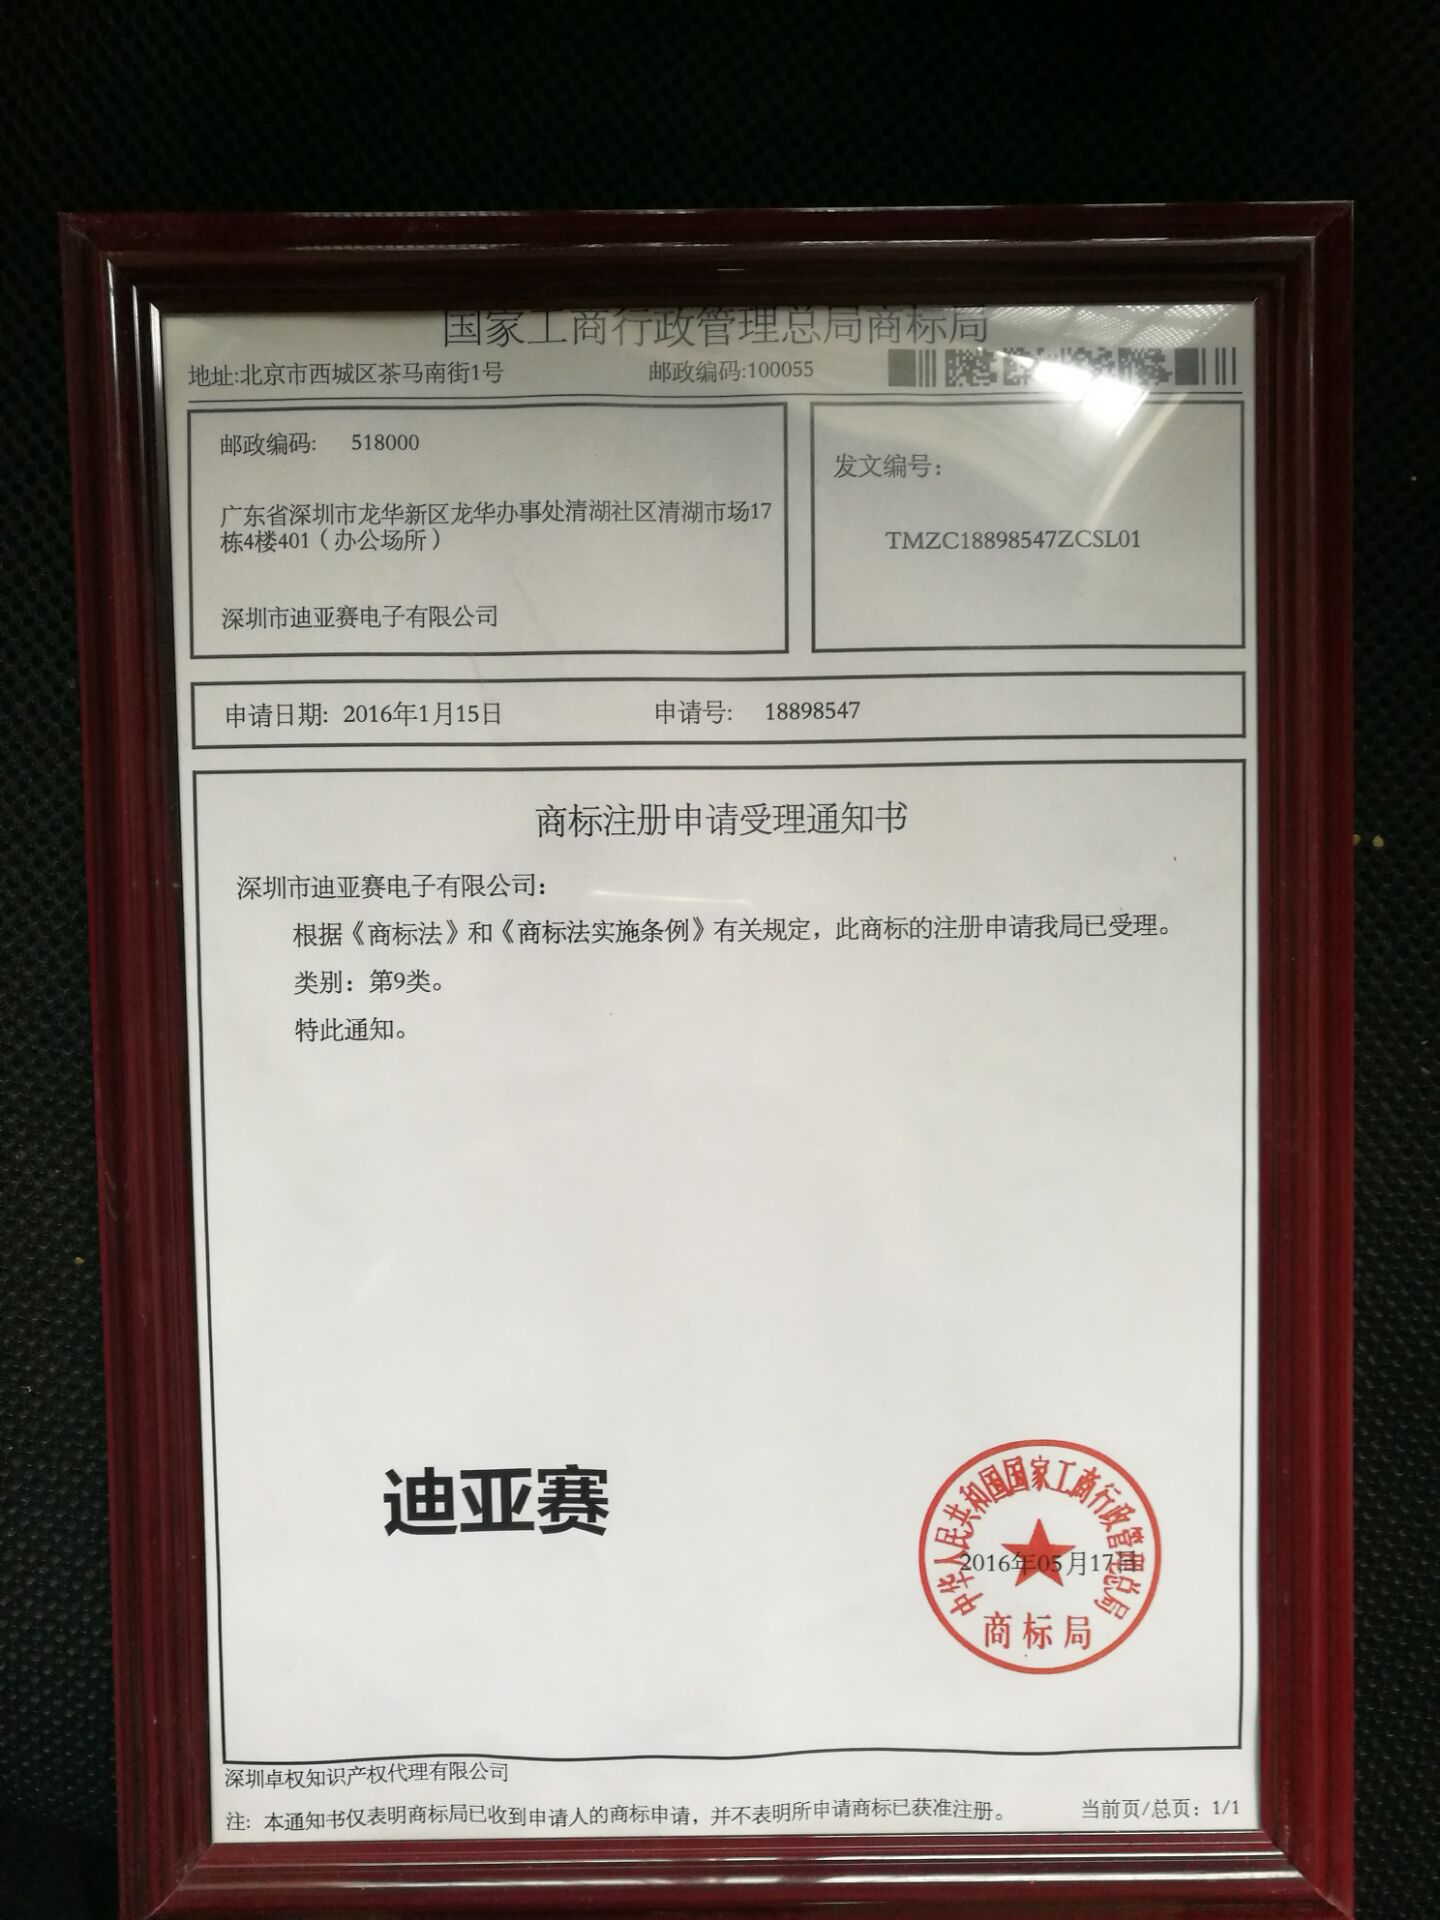 国家工商行政管理总局商标局
地址:北京市西城区茶马南街1号 邮政编码:100055
邮政编码: 518000
广东省深圳市龙华新区龙华办事处清湖社区清湖市场17
栋4楼401（办公场所）
深圳市迪亚赛电子有限公司
发文编号：
TMZC18898547ZCSL01
申请日期: 2016年1月15日 申请号: 18898547
商标注册申请受理通知书
深圳市迪亚赛电子有限公司：
根据《商标法》和《商标法实施条例》有关规定，此商标的注册申请我局已受理。
类别：第9类。
特此通知。
迪亚赛
中华人民共和国国家工商行政管理总局
2016年05月17日
商标局
深圳卓权知识产权代理有限公司
注: 本通知书仅表明商标局已收到申请人的商标申请，并不表明所申请商标已获准注册。 当前页/总页：1/1